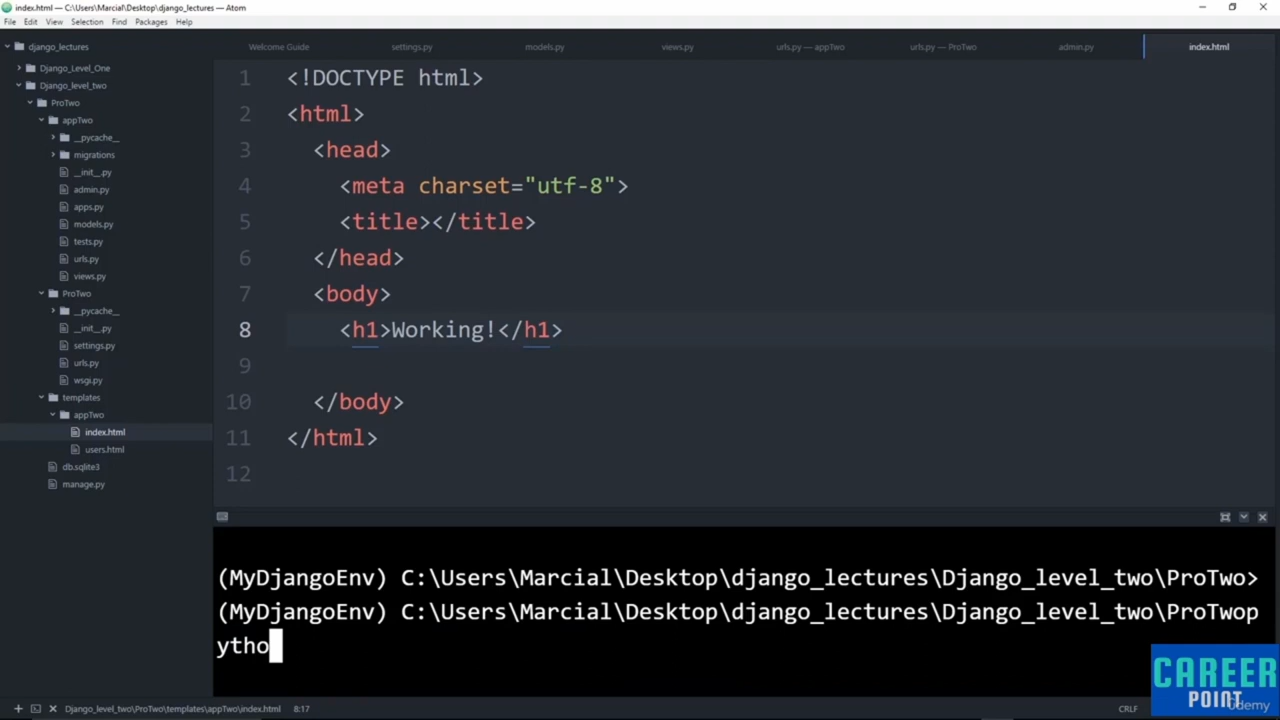 index.html — C:\Users\Marcial\Desktop\django_lectures — Atom
File Edit View Selection Find Packages Help
django_lectures
Django_Level_One
Django_level_two
ProTwo
appTwo
__pycache__
migrations
__init__.py
admin.py
apps.py
models.py
tests.py
urls.py
views.py
ProTwo
__pycache__
__init__.py
settings.py
urls.py
wsgi.py
templates
appTwo
index.html
users.html
db.sqlite3
manage.py
Welcome Guide settings.py models.py views.py urls.py — appTwo urls.py — ProTwo admin.py index.html
1 <!DOCTYPE html>
2 <html>
3 <head>
4 <meta charset="utf-8">
5 <title></title>
6 </head>
7 <body>
8 <h1>Working!</h1>
9
10 </body>
11 </html>
12
(MyDjangoEnv) C:\Users\Marcial\Desktop\django_lectures\Django_level_two\ProTwo>
(MyDjangoEnv) C:\Users\Marcial\Desktop\django_lectures\Django_level_two\ProTwop
ytho
Django_level_two\ProTwo\templates\appTwo\index.html 8:17 CRLF
CAREER
POINT
Udemy